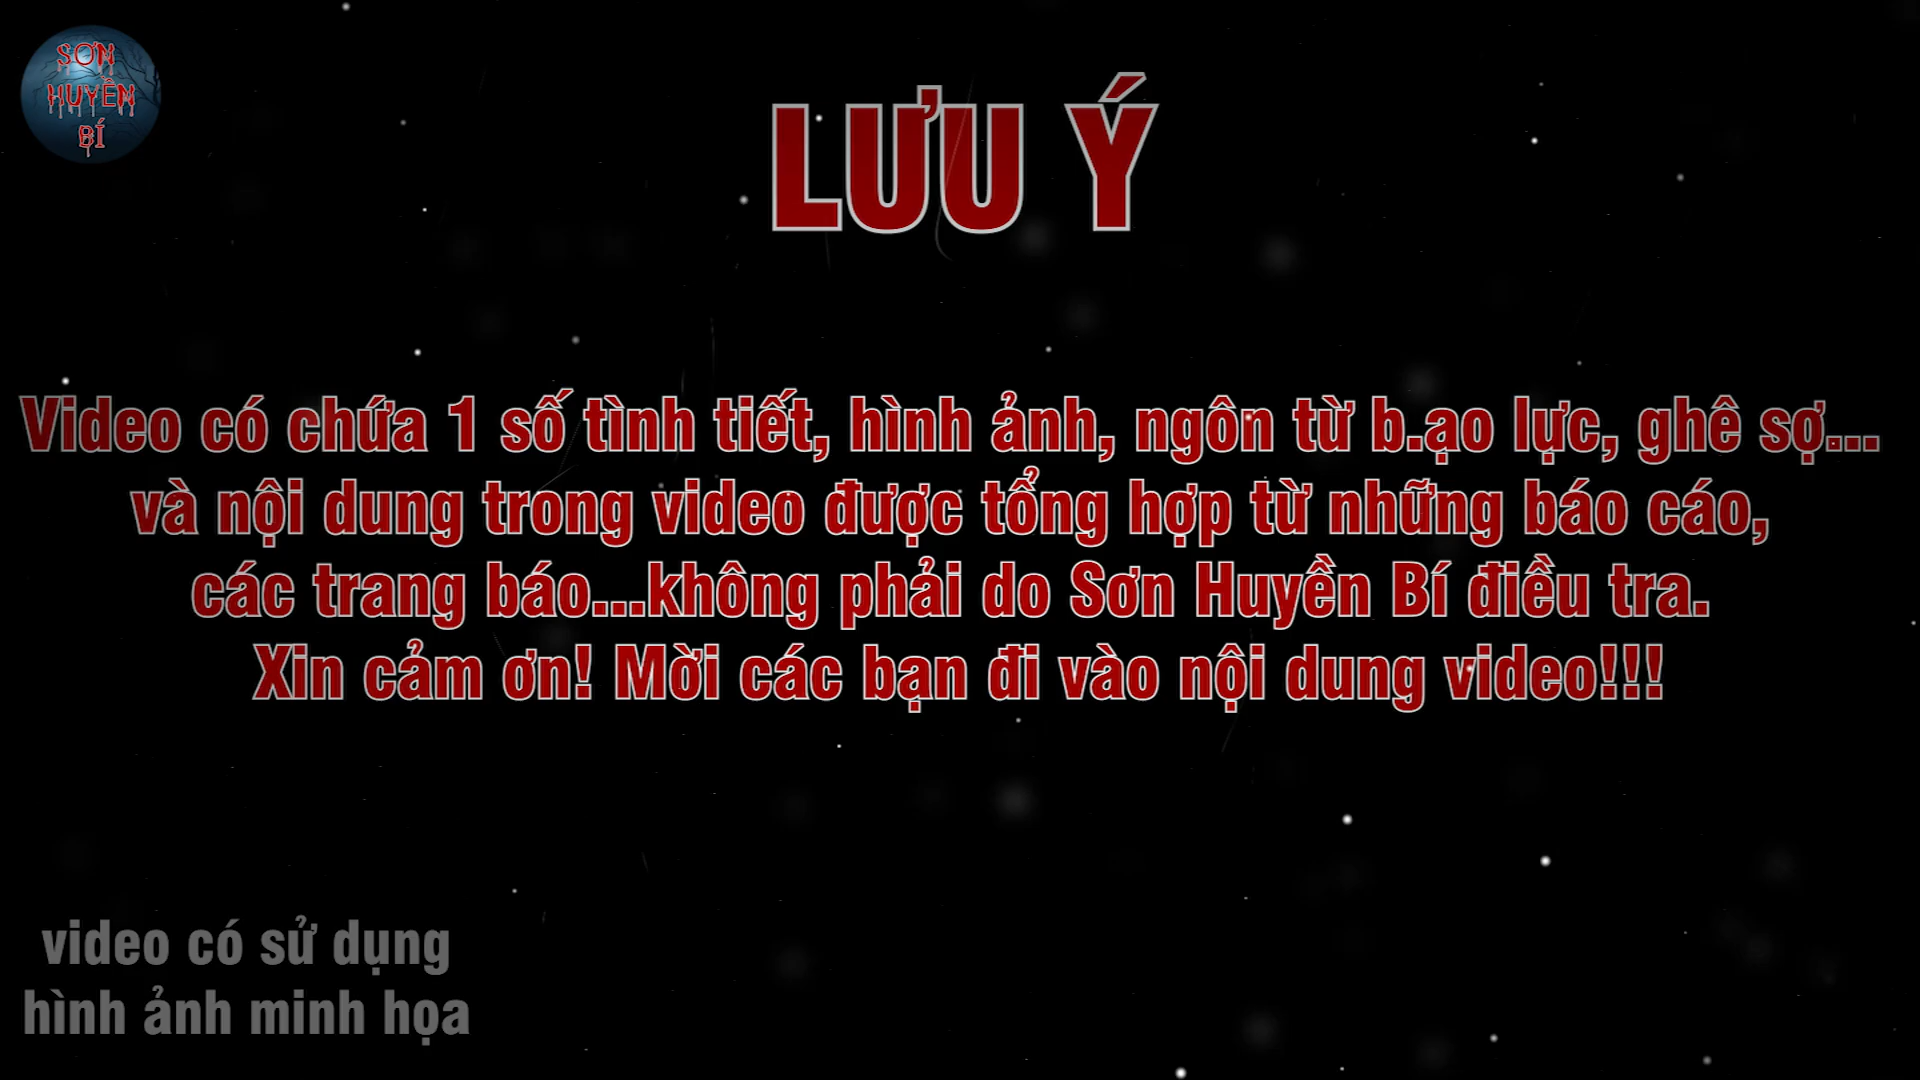 SƠN
HUYỀN
BÍ
LƯU Ý
Video có chứa 1 số tình tiết, hình ảnh, ngôn từ b.ạo lực, ghê sợ...
và nội dung trong video được tổng hợp từ những báo cáo,
các trang báo...không phải do Sơn Huyền Bí điều tra.
Xin cảm ơn! Mời các bạn đi vào nội dung video!!!
video có sử dụng
hình ảnh minh họa